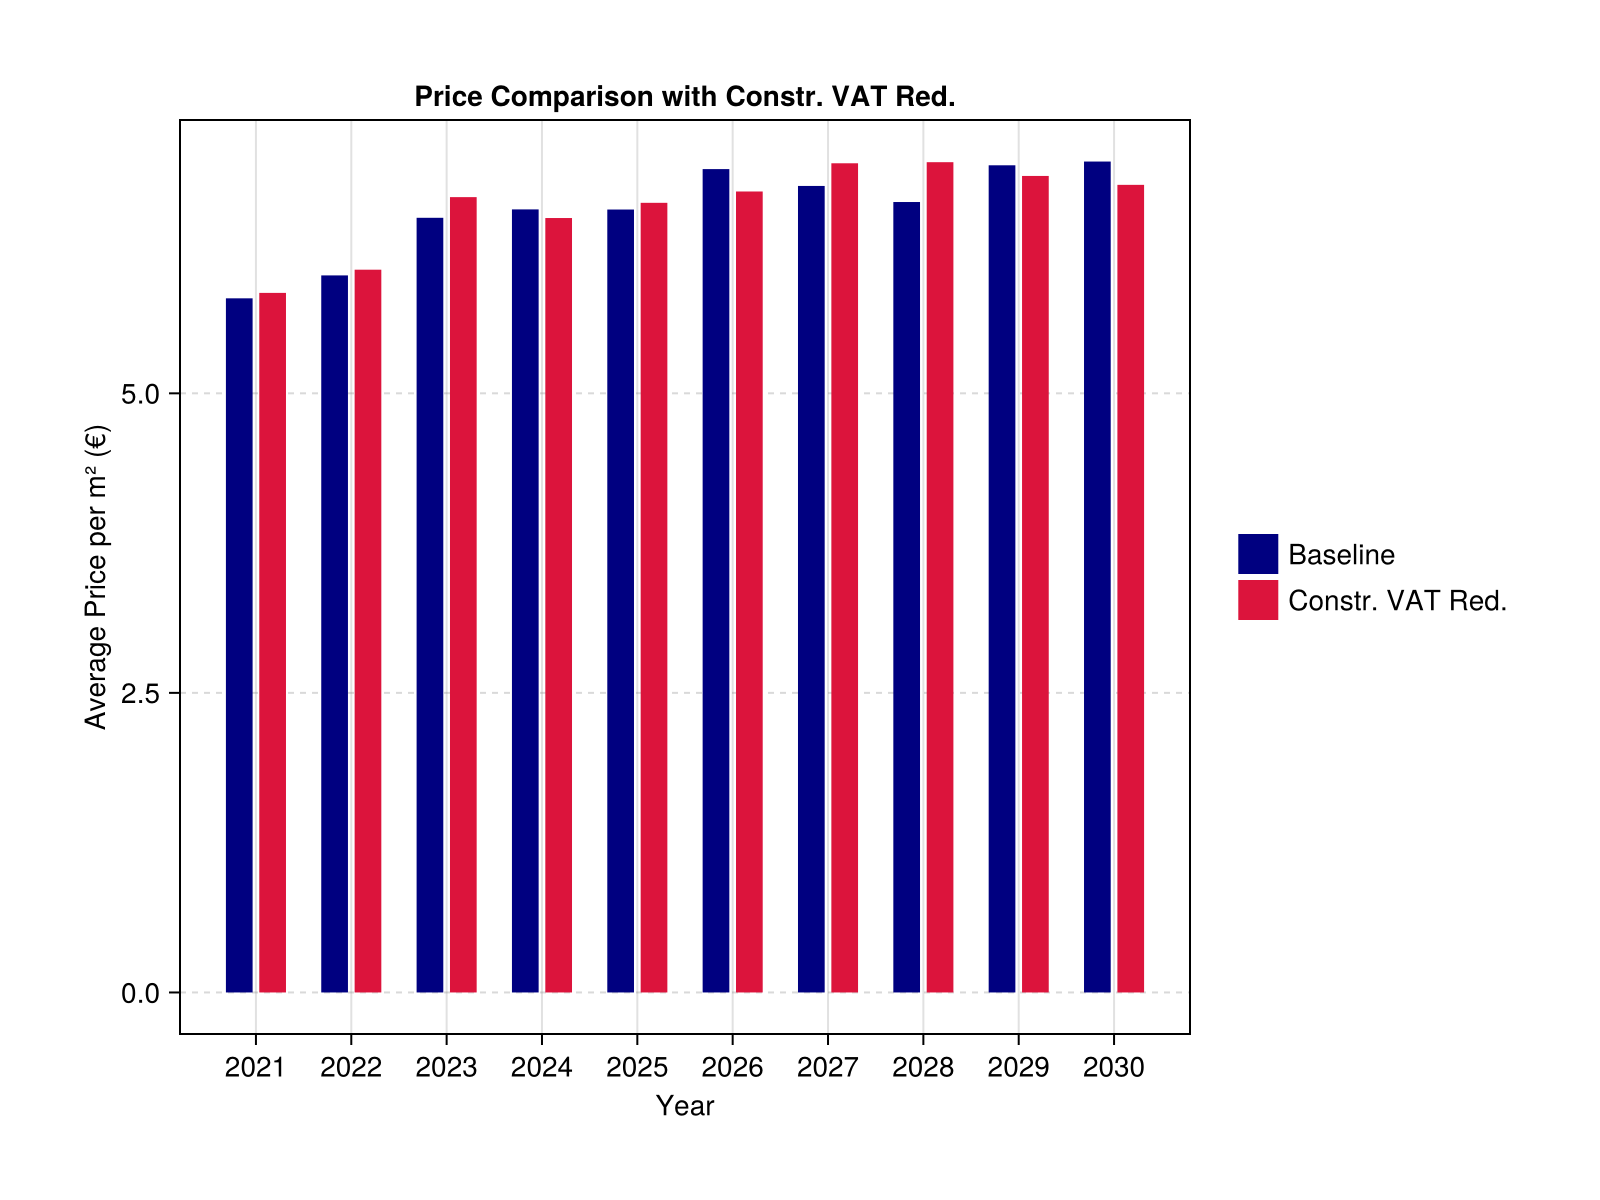 Price Comparison with Constr. VAT Red.
Average Price per m² (€)
5.0
2.5
0.0
2021 2022 2023 2024 2025 2026 2027 2028 2029 2030
Year
Baseline
Constr. VAT Red.